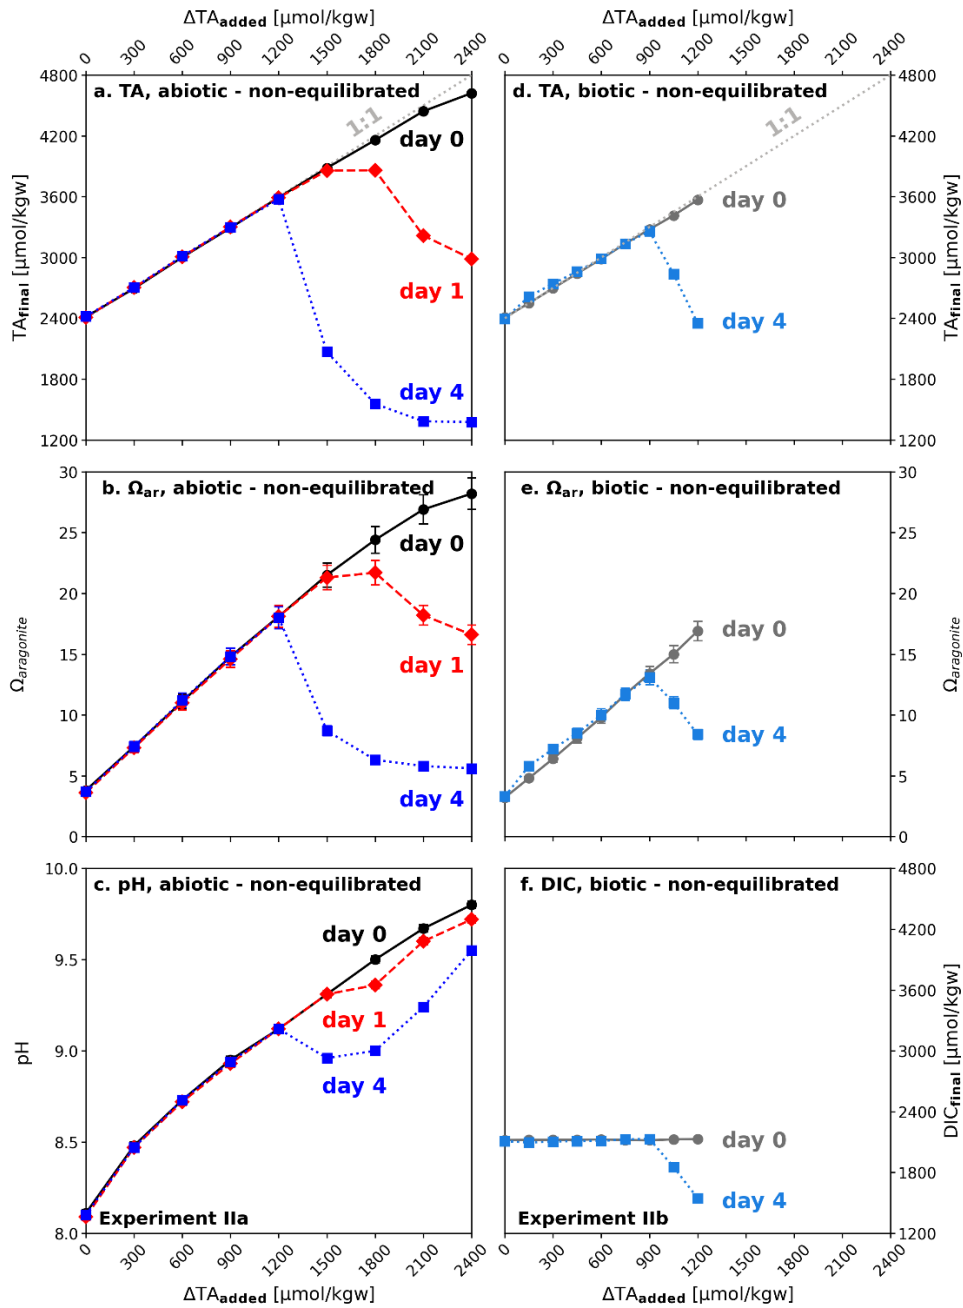 ΔTAadded [µmol/kgw]
ΔTAadded [µmol/kgw]
0 300 600 900 1200 1500 1800 2100 2400
0 300 600 900 1200 1500 1800 2100 2400
a. TA, abiotic - non-equilibrated
1:1
day 0
day 1
day 4
4800
4200
3600
3000
2400
1800
1200
TAfinal [µmol/kgw]
d. TA, biotic - non-equilibrated
1:1
day 0
day 4
4800
4200
3600
3000
2400
1800
1200
TAfinal [µmol/kgw]
b. Ωar, abiotic - non-equilibrated
day 0
day 1
day 4
30
25
20
15
10
5
0
Ωaragonite
e. Ωar, biotic - non-equilibrated
day 0
day 4
30
25
20
15
10
5
0
Ωaragonite
c. pH, abiotic - non-equilibrated
day 0
day 1
day 4
Experiment IIa
10.0
9.5
9.0
8.5
8.0
pH
f. DIC, biotic - non-equilibrated
day 0
day 4
Experiment IIb
4800
4200
3600
3000
2400
1800
1200
DICfinal [µmol/kgw]
0 300 600 900 1200 1500 1800 2100 2400
0 300 600 900 1200 1500 1800 2100 2400
ΔTAadded [µmol/kgw]
ΔTAadded [µmol/kgw]